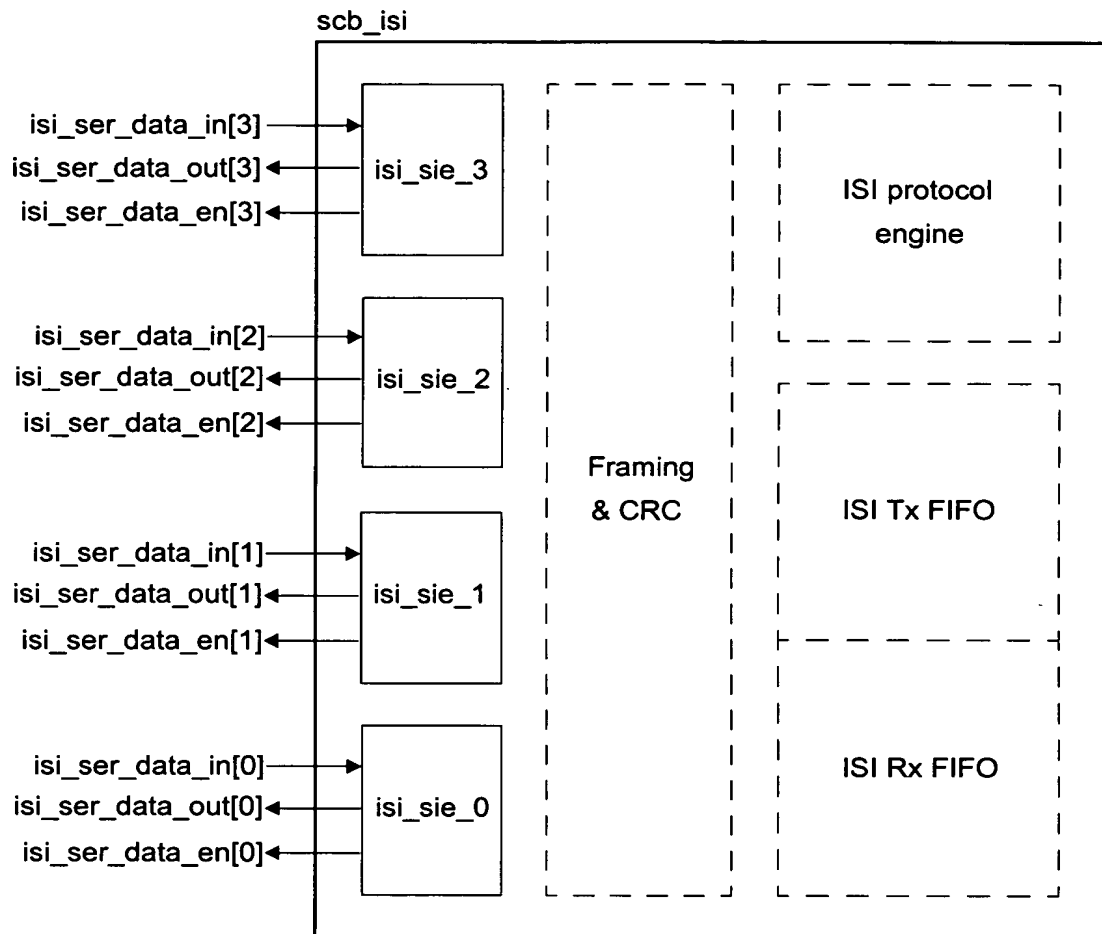 scb_isi
isi_ser_data_in[3]
isi_ser_data_out[3]
isi_ser_data_en[3]
isi_sie_3
isi_ser_data_in[2]
isi_ser_data_out[2]
isi_ser_data_en[2]
isi_sie_2
isi_ser_data_in[1]
isi_ser_data_out[1]
isi_ser_data_en[1]
isi_sie_1
isi_ser_data_in[0]
isi_ser_data_out[0]
isi_ser_data_en[0]
isi_sie_0
Framing
& CRC
ISI protocol
engine
ISI Tx FIFO
ISI Rx FIFO